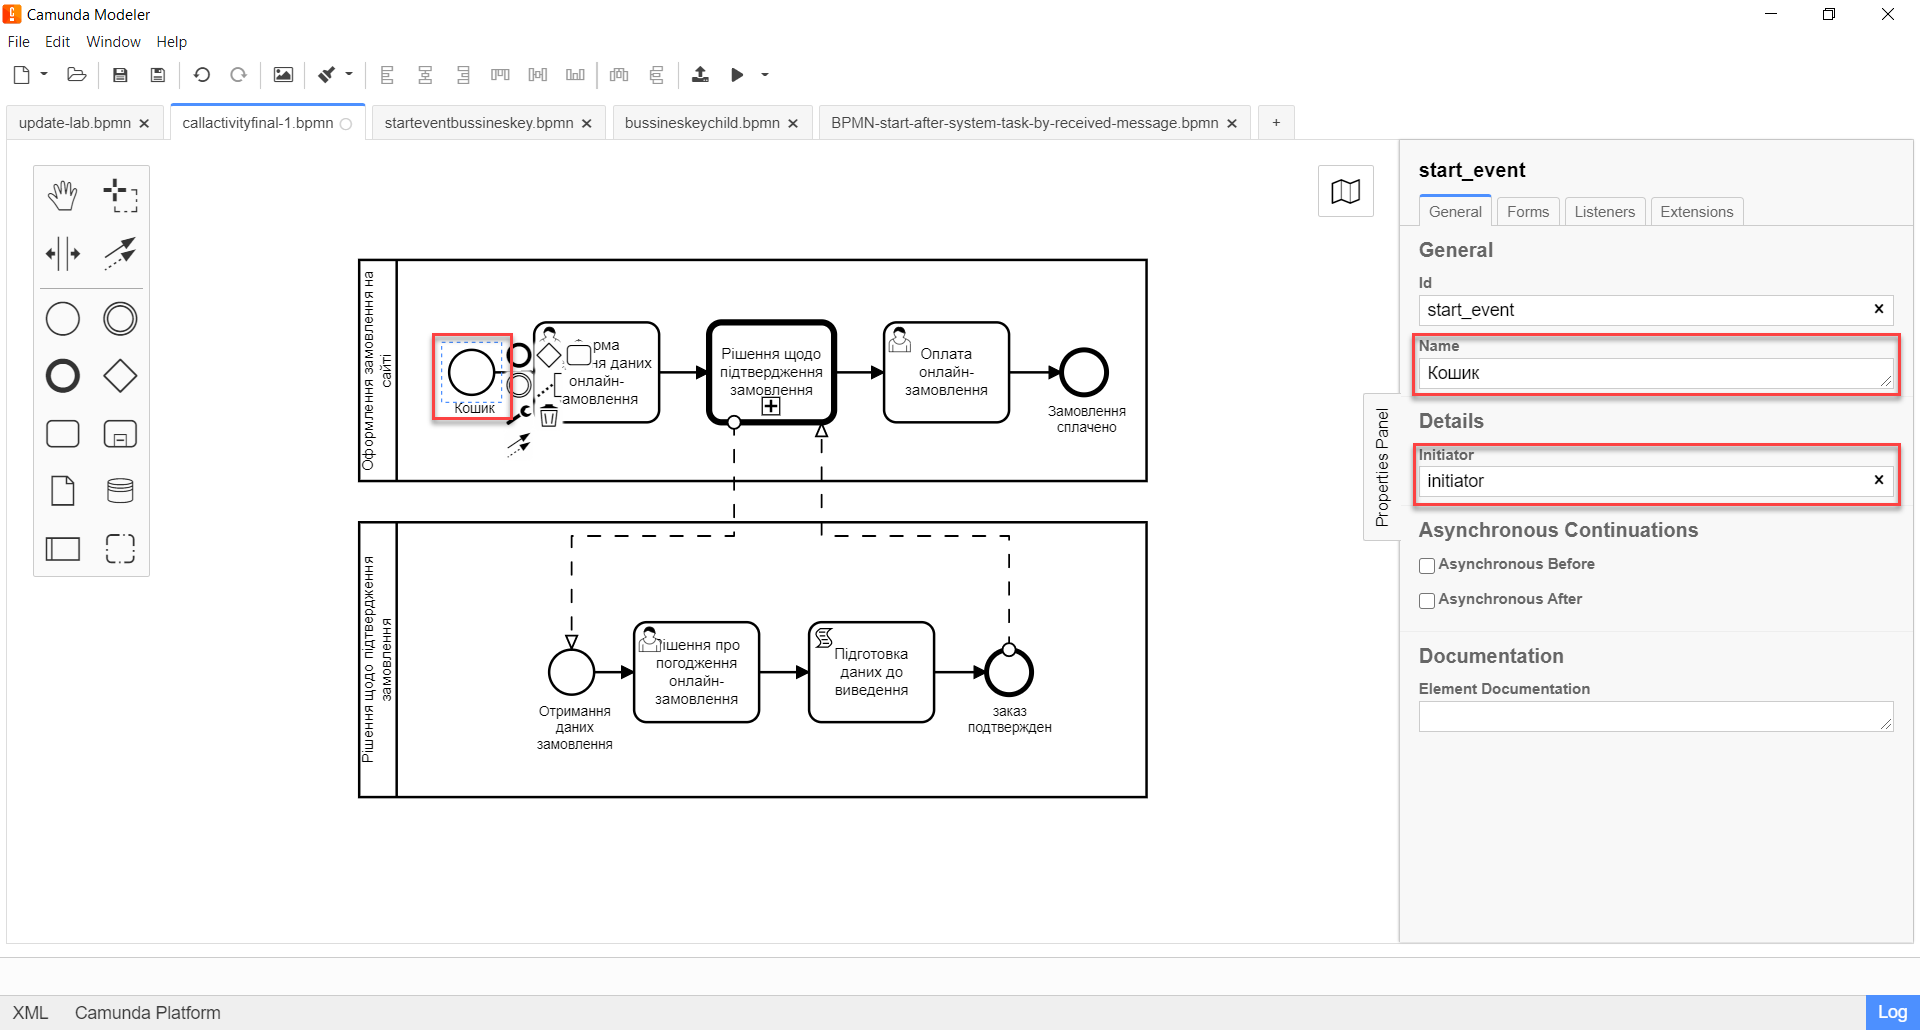 Camunda Modeler
File Edit Window Help
update-lab.bpmn
callactivityfinal-1.bpmn
starteventbussineskey.bpmn
bussineskeychild.bpmn
BPMN-start-after-system-task-by-received-message.bpmn
+
Оформлення замовлення на
сайті
Кошик
рма
ня даних
онлайн-
амовлення
Рішення щодо
підтвердження
замовлення
Оплата
онлайн-
замовлення
Замовлення
сплачено
Рішення щодо підтвердження
замовлення
Отримання
даних
замовлення
ішення про
погодження
онлайн-
замовлення
Підготовка
даних до
виведення
заказ
подтвержден
Properties Panel
start_event
General Forms Listeners Extensions
General
Id
start_event
Name
Кошик
Details
Initiator
initiator
Asynchronous Continuations
Asynchronous Before
Asynchronous After
Documentation
Element Documentation
XML Camunda Platform
Log